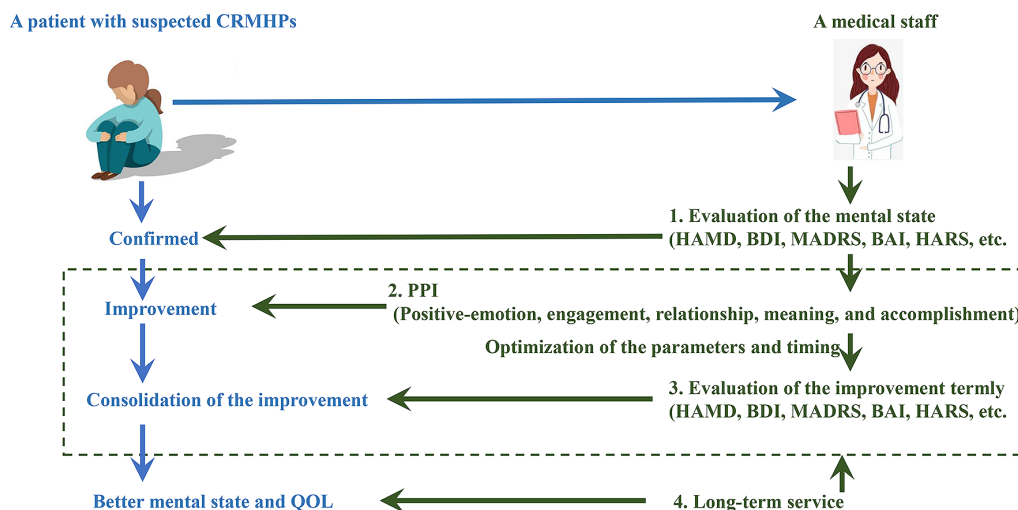 A patient with suspected CRMHPs
A medical staff
1. Evaluation of the mental state
(HAMD, BDI, MADRS, BAI, HARS, etc.
Confirmed
2. PPI
(Positive-emotion, engagement, relationship, meaning, and accomplishment)
Improvement
Optimization of the parameters and timing
3. Evaluation of the improvement termly
(HAMD, BDI, MADRS, BAI, HARS, etc.
Consolidation of the improvement
Better mental state and QOL
4. Long-term service